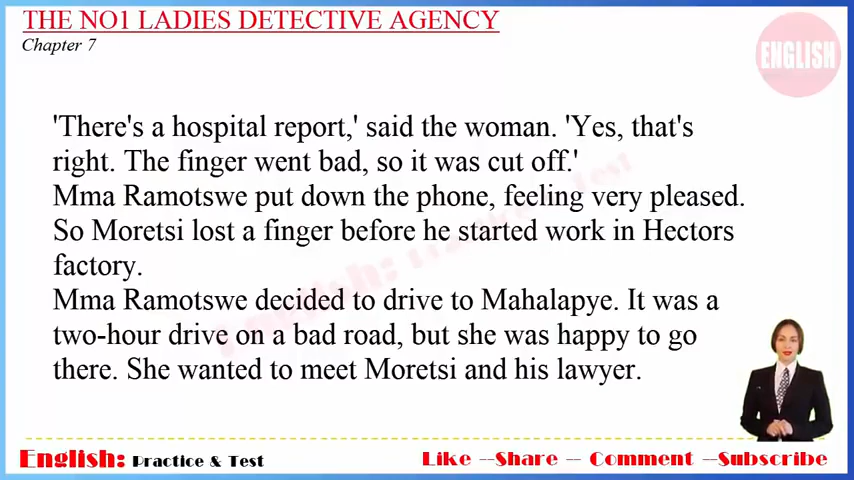 THE NO1 LADIES DETECTIVE AGENCY
Chapter 7
ENGLISH
'There's a hospital report,' said the woman. 'Yes, that's
right. The finger went bad, so it was cut off.'
Mma Ramotswe put down the phone, feeling very pleased.
So Moretsi lost a finger before he started work in Hectors
factory.
Mma Ramotswe decided to drive to Mahalapye. It was a
two-hour drive on a bad road, but she was happy to go
there. She wanted to meet Moretsi and his lawyer.
English: Practice & Test
English: Practice & Test
Like --Share -- Comment --Subscribe